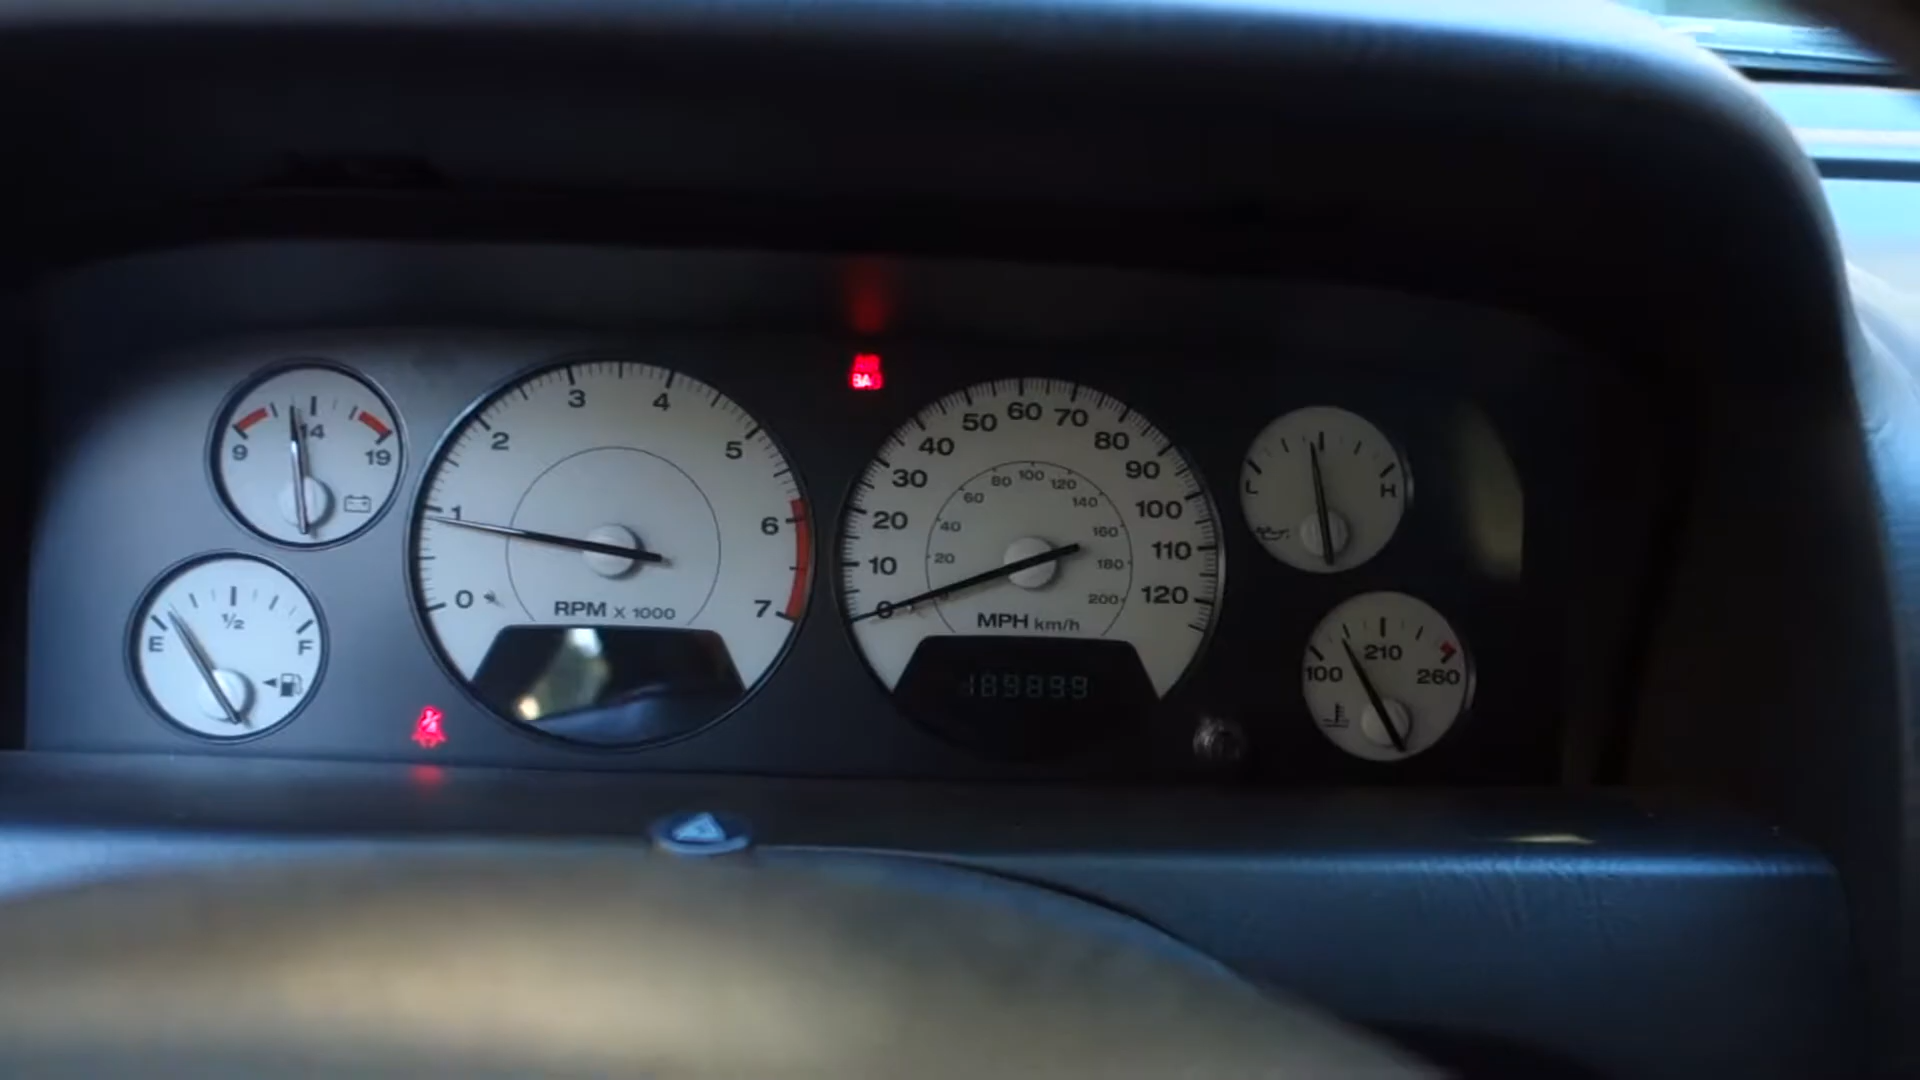 9 14 19
E 1/2 F
0 1 2 3 4 5 6 7
RPM X 1000
AIR
BAG
0 10 20 30 40 50 60 70 80 90 100 110 120
20 40 60 80 100 120 140 160 180 200
MPH km/h
L H
100 210 260